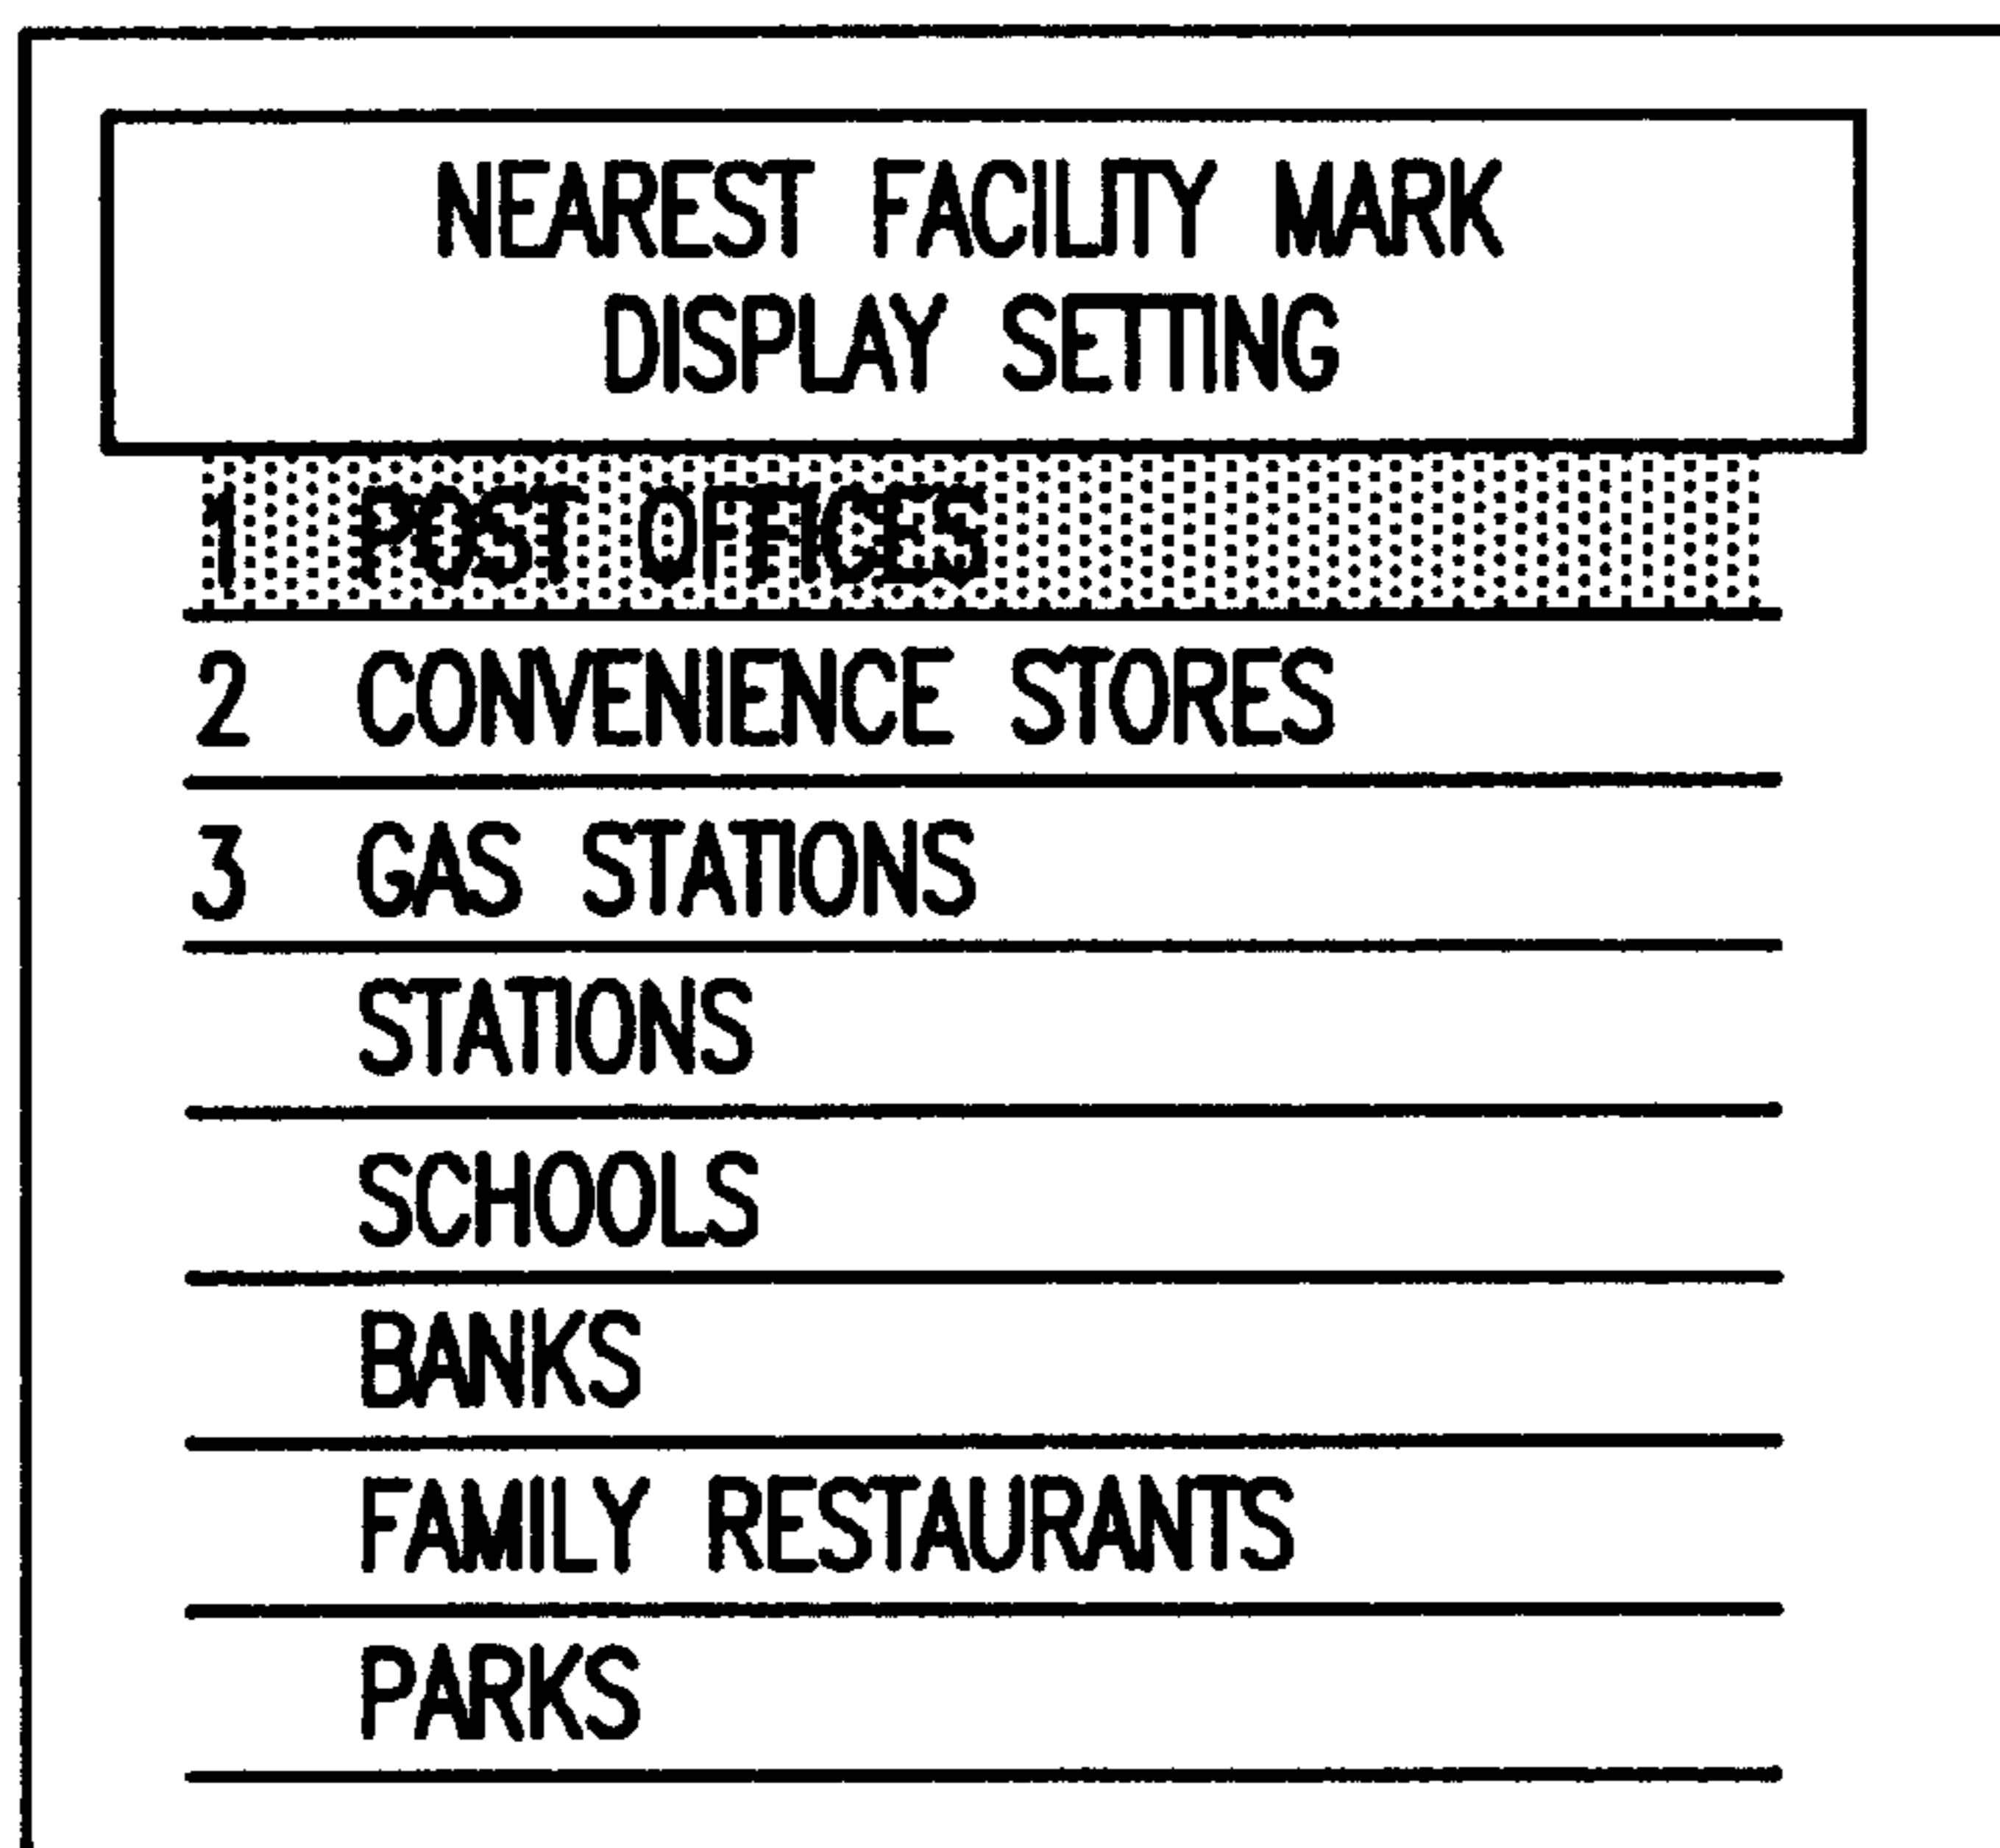 NEAREST FACILITY MARK
DISPLAY SETTING
1 POST OFFICES
2 CONVENIENCE STORES
3 GAS STATIONS
STATIONS
SCHOOLS
BANKS
FAMILY RESTAURANTS
PARKS